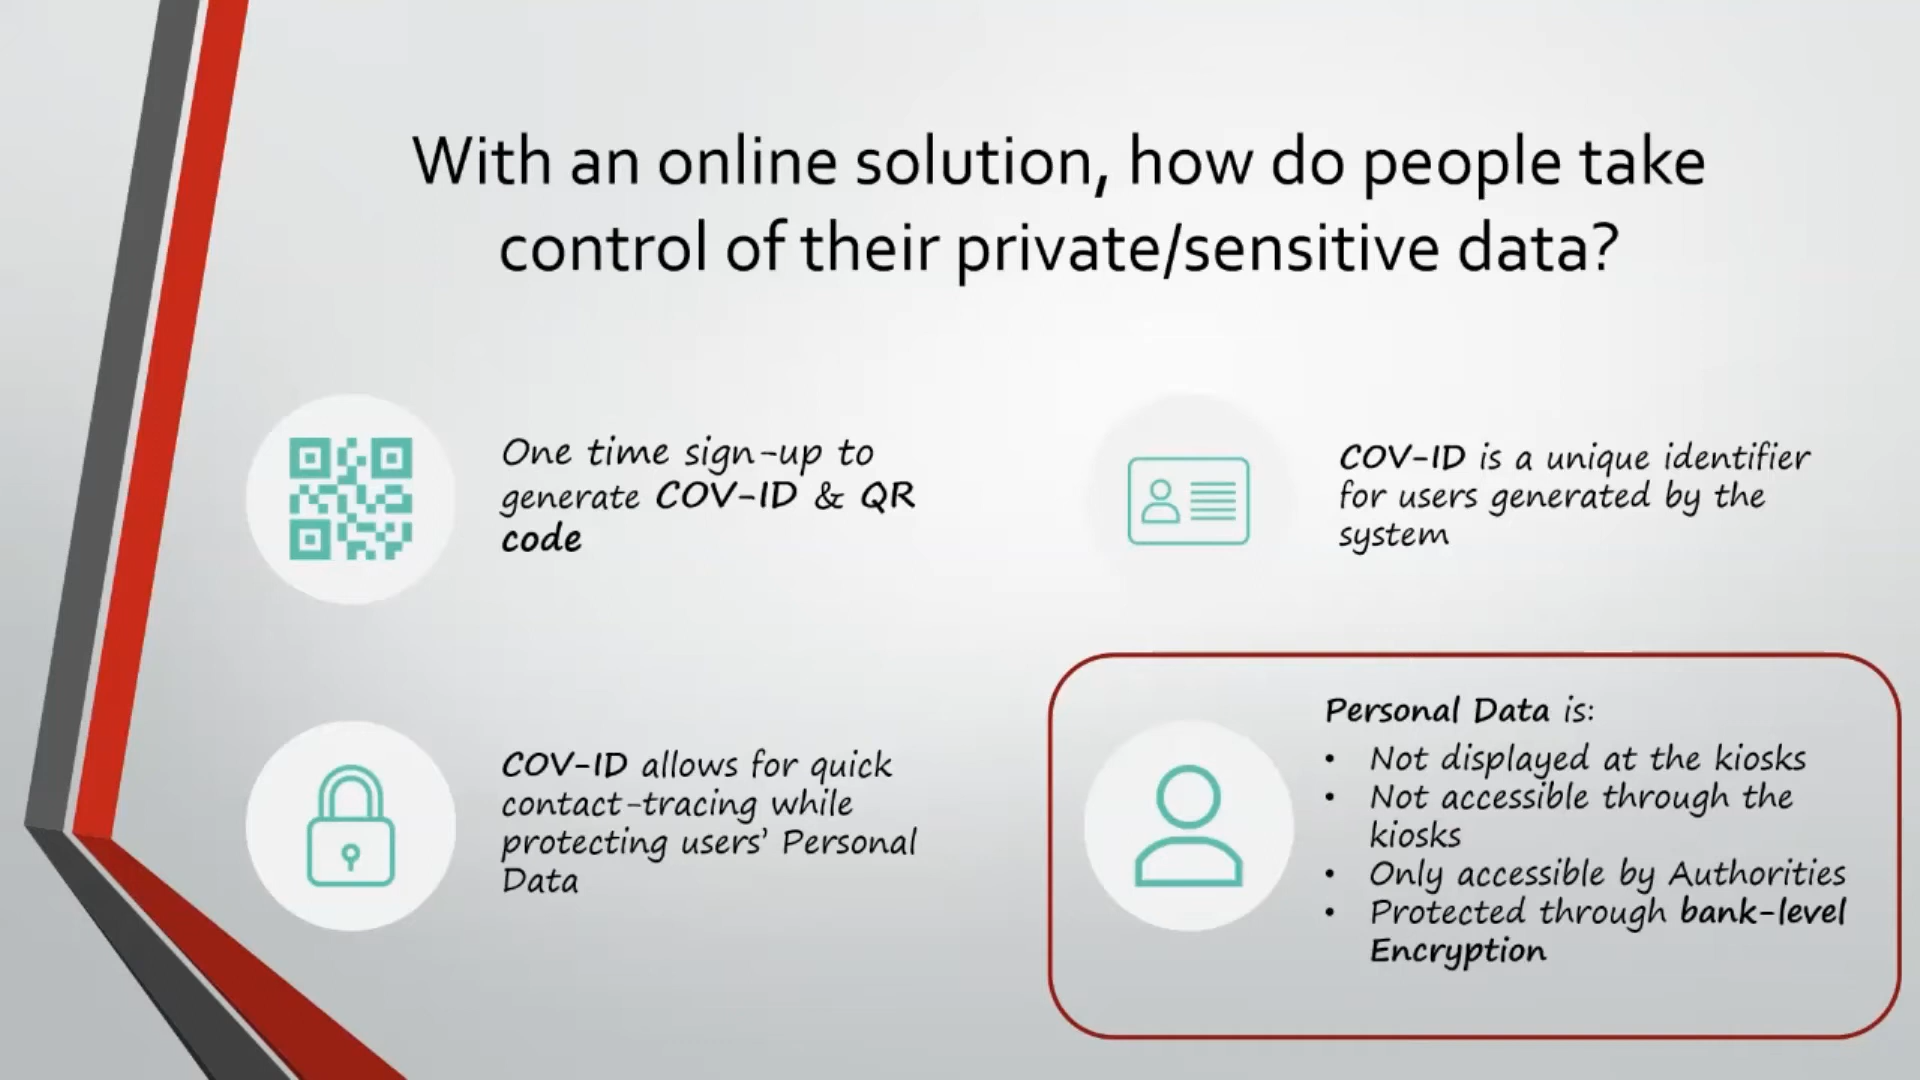 With an online solution, how do people take
control of their private/sensitive data?
One time sign-up to
generate COV-ID & QR
code
COV-ID is a unique identifier
for users generated by the
system
COV-ID allows for quick
contact-tracing while
protecting users' Personal
Data
Personal Data is:
• Not displayed at the kiosks
• Not accessible through the
kiosks
• Only accessible by Authorities
• Protected through bank-level
Encryption